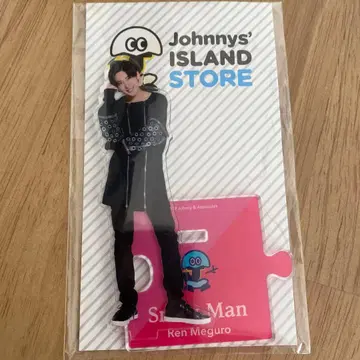 Johnnys'
ISLAND
STORE
Man
Ren Meguro